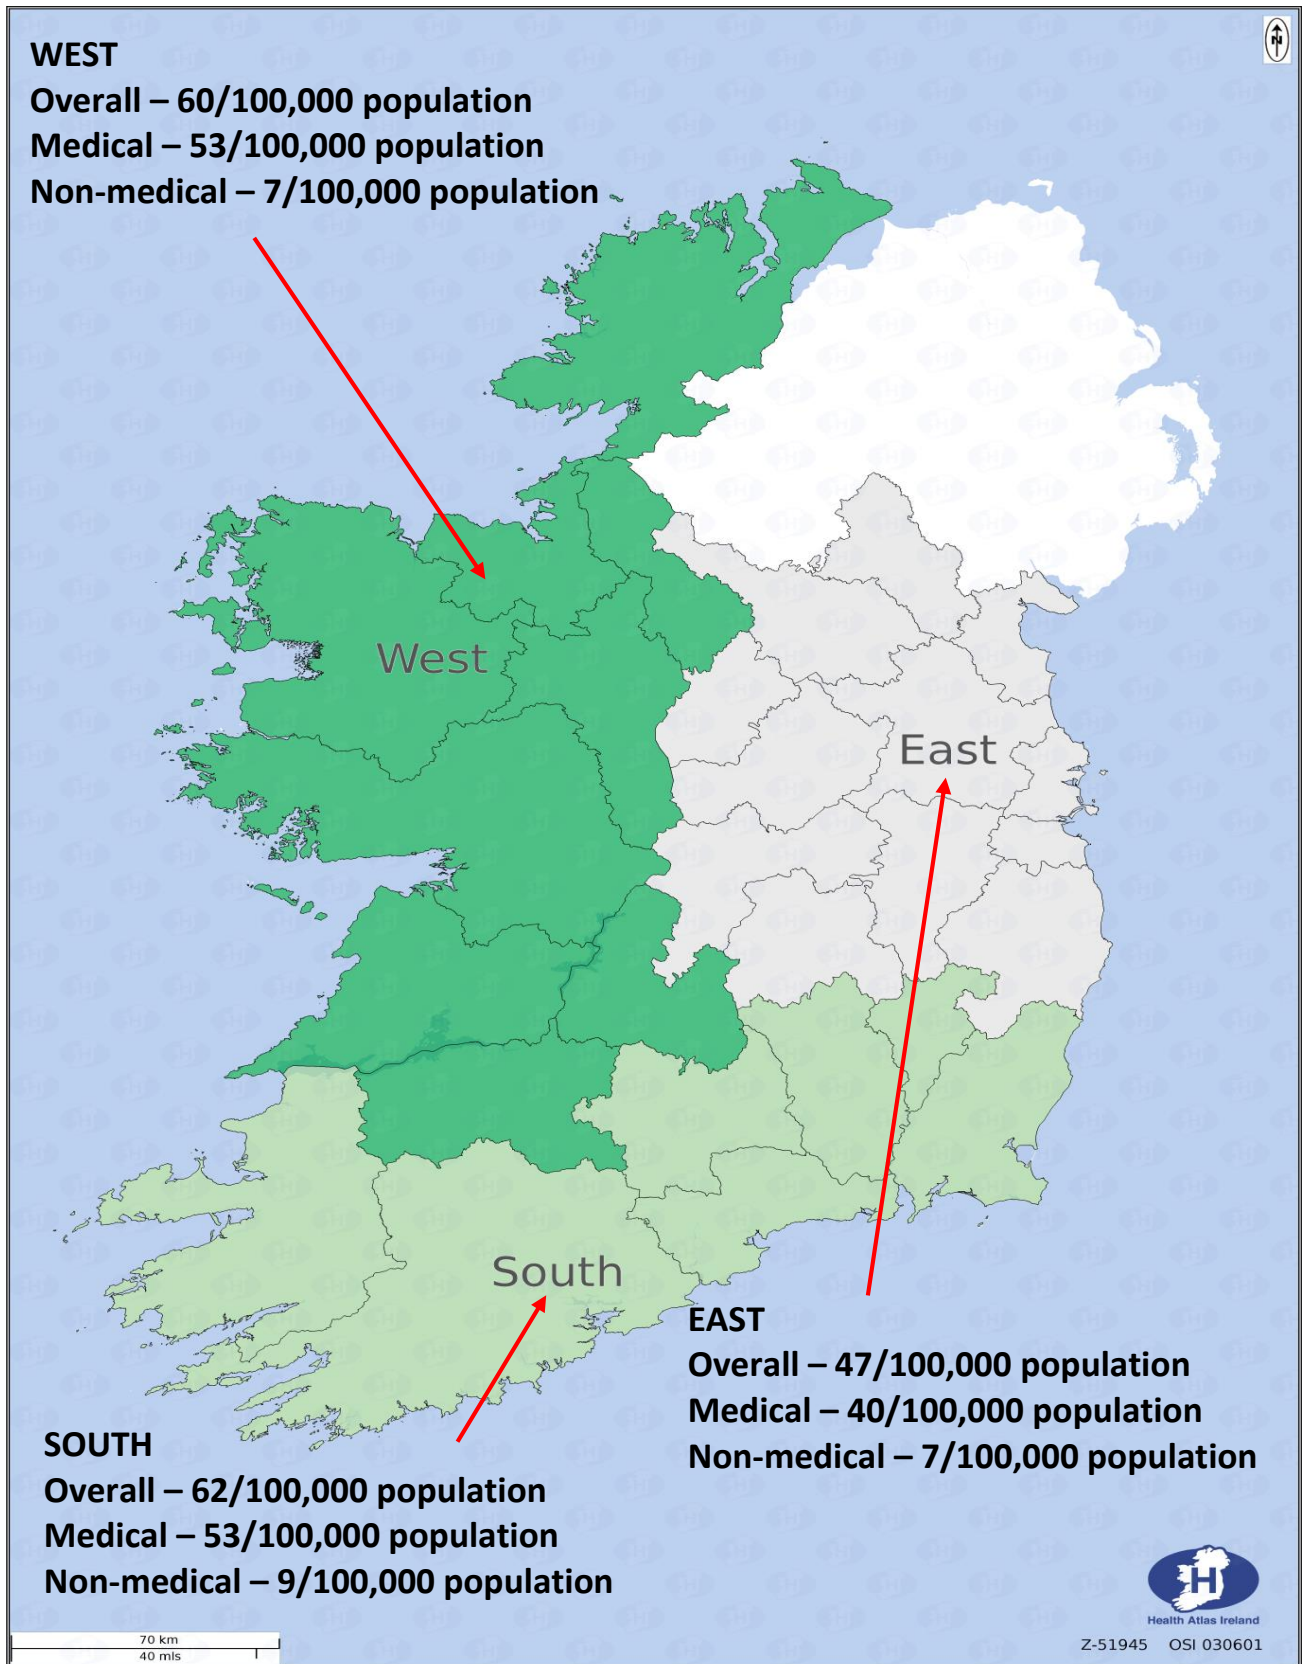 WEST
Overall – 60/100,000 population
Medical – 53/100,000 population
Non-medical – 7/100,000 population
N
West
East
South
EAST
Overall – 47/100,000 population
Medical – 40/100,000 population
Non-medical – 7/100,000 population
SOUTH
Overall – 62/100,000 population
Medical – 53/100,000 population
Non-medical – 9/100,000 population
H
Health Atlas Ireland
70 km
40 mls
Z-51945 OSI 030601